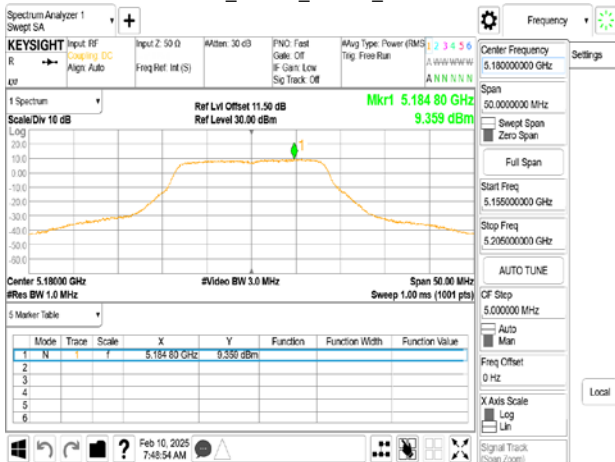 Spectrum Analyzer 1
Swept SA
+
Frequency
KEYSIGHT Input: RF
Coupling: DC
Align: Auto
R
Input Z: 50 Ω
Freq Ref: Int (S)
#Atten: 30 dB
PNO: Fast
Gate: Off
IF Gain: Low
Sig Track: Off
#Avg Type: Power (RMS
Trig: Free Run
1 2 3 4 5 6
A W W W W W
A N N N N N
1 Spectrum
Scale/Div 10 dB
Ref Lvl Offset 11.50 dB
Ref Level 30.00 dBm
Mkr1 5.184 80 GHz
9.359 dBm
Log
20.0
10.0
0.00
-10.0
-20.0
-30.0
-40.0
-50.0
-60.0
1
Center 5.18000 GHz
#Res BW 1.0 MHz
#Video BW 3.0 MHz
Span 50.00 MHz
Sweep 1.00 ms (1001 pts)
5 Marker Table
Mode Trace Scale X Y Function Function Width Function Value
1 N 1 f 5.184 80 GHz 9.359 dBm
2
3
4
5
6
Feb 10, 2025
7:48:54 AM
?
Center Frequency
5.180000000 GHz
Span
50.0000000 MHz
Swept Span
Zero Span
Full Span
Start Freq
5.155000000 GHz
Stop Freq
5.205000000 GHz
AUTO TUNE
CF Step
5.000000 MHz
Auto
Man
Freq Offset
0 Hz
X Axis Scale
Log
Lin
Signal Track
(Span Zoom)
Settings
Local